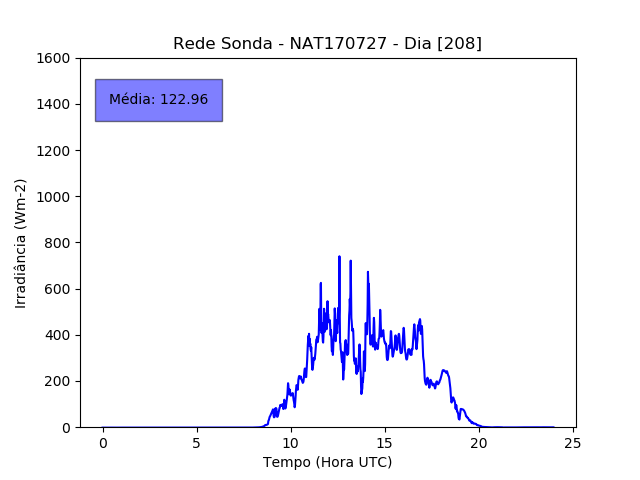 Rede Sonda - NAT170727 - Dia [208]
1600
1400
1200
1000
800
600
400
200
0
Média: 122.96
Irradiância (Wm-2)
0 5 10 15 20 25
Tempo (Hora UTC)